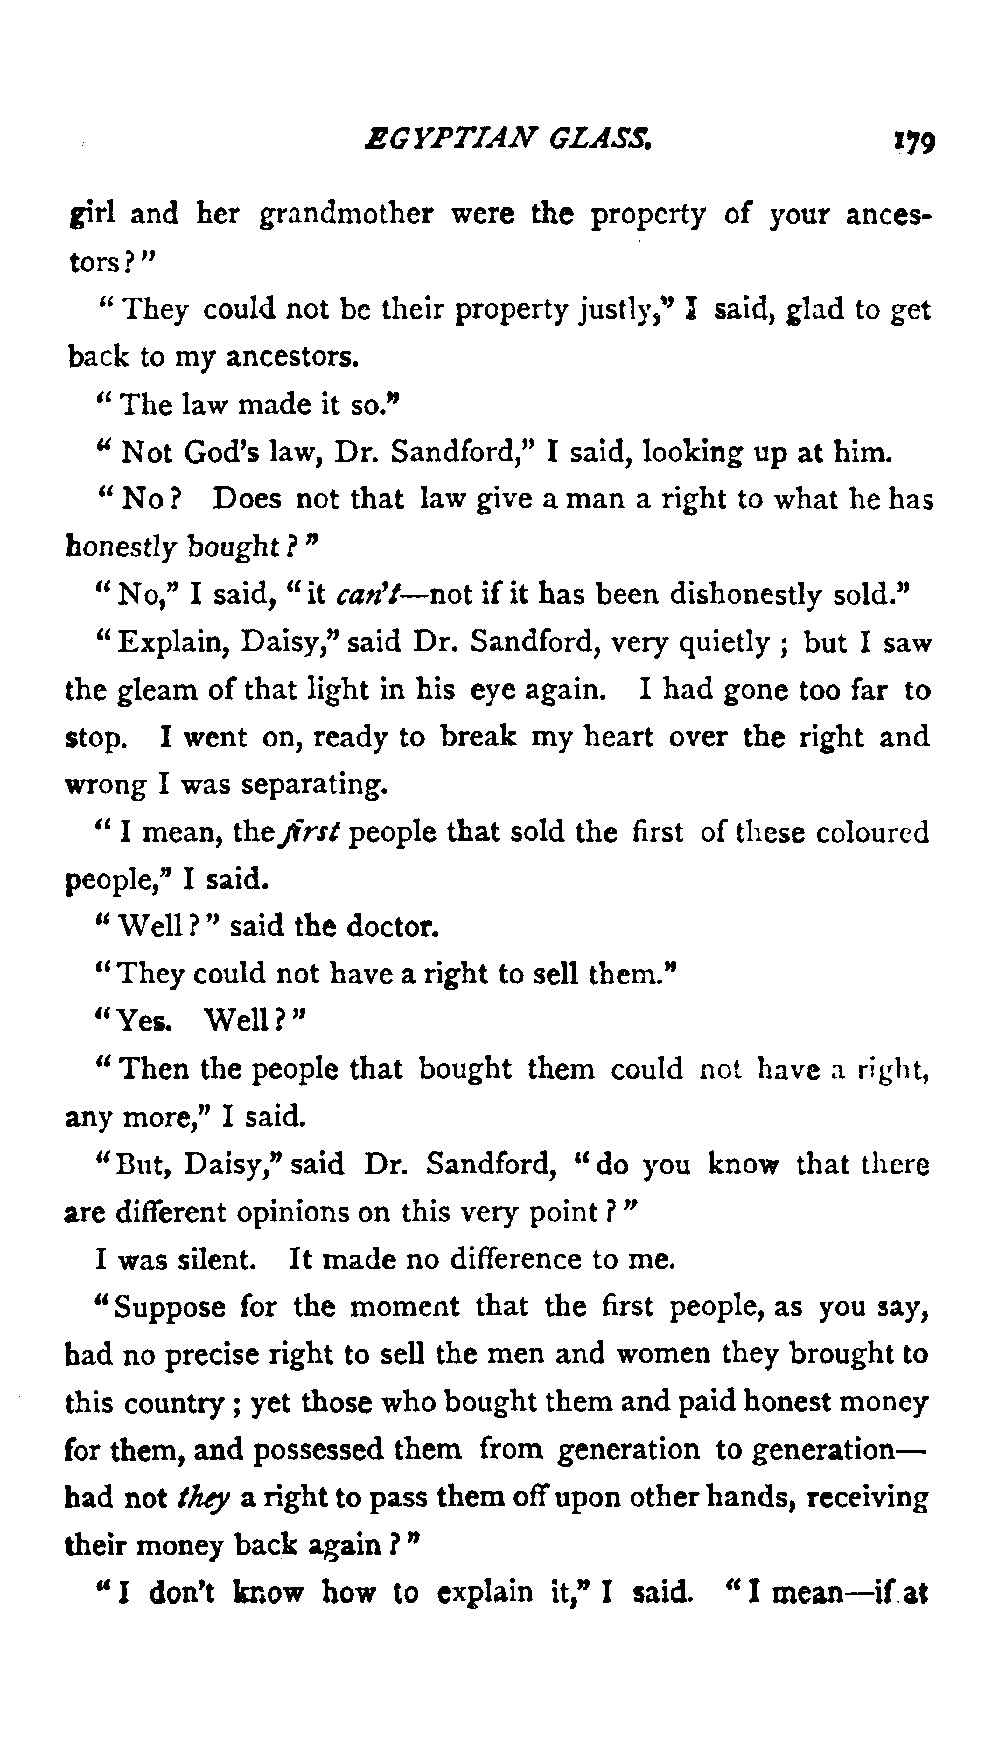 EGYPTIAN GLASS. 179
girl and her grandmother were the property of your ances-
tors?"
"They could not be their property justly," I said, glad to get
back to my ancestors.
"The law made it so."
"Not God's law, Dr. Sandford," I said, looking up at him.
"No? Does not that law give a man a right to what he has
honestly bought?"
"No," I said, "it can't—not if it has been dishonestly sold."
"Explain, Daisy," said Dr. Sandford, very quietly; but I saw
the gleam of that light in his eye again. I had gone too far to
stop. I went on, ready to break my heart over the right and
wrong I was separating.
"I mean, the first people that sold the first of these coloured
people," I said.
"Well?" said the doctor.
"They could not have a right to sell them."
"Yes. Well?"
"Then the people that bought them could not have a right,
any more," I said.
"But, Daisy," said Dr. Sandford, "do you know that there
are different opinions on this very point?"
I was silent. It made no difference to me.
"Suppose for the moment that the first people, as you say,
had no precise right to sell the men and women they brought to
this country; yet those who bought them and paid honest money
for them, and possessed them from generation to generation—
had not they a right to pass them off upon other hands, receiving
their money back again?"
"I don't know how to explain it," I said. "I mean—if at